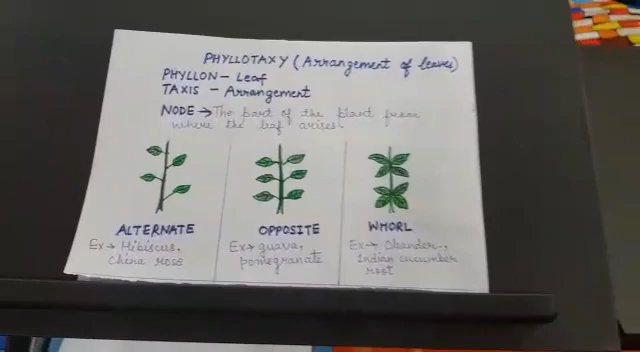 PHYLLOTAXY (Arrangement of leaves)
PHYLLON – Leaf
TAXIS – Arrangement
NODE → The part of the plant from
where the leaf arises.
ALTERNATE
Ex → Hibiscus,
China rose
OPPOSITE
Ex → guava,
pomegranate
WHORL
Ex → Oleander,
Indian cucumber
root